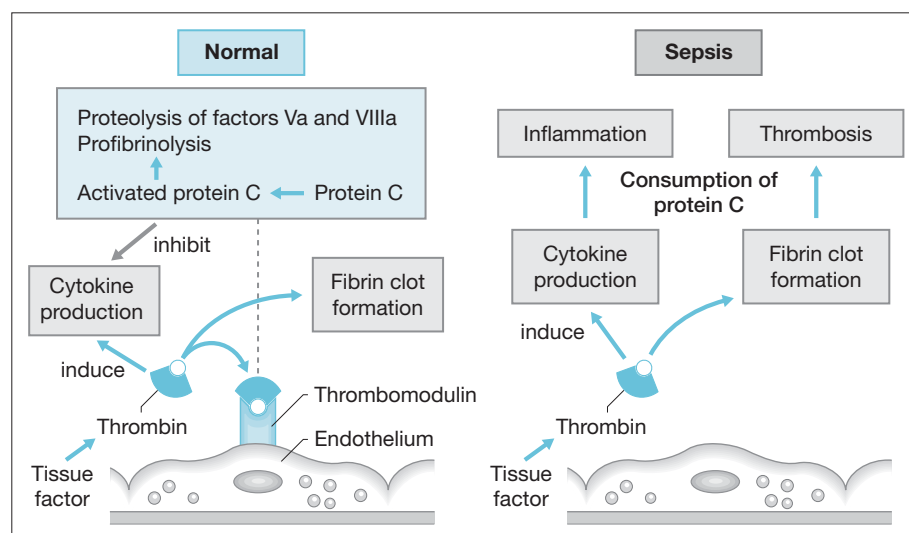 Normal
Proteolysis of factors Va and VIIIa
Profibrinolysis
Activated protein C
Protein C
inhibit
Cytokine
production
Fibrin clot
formation
induce
Thrombin
Thrombomodulin
Endothelium
Tissue
factor
Sepsis
Inflammation
Thrombosis
Consumption of
protein C
Cytokine
production
Fibrin clot
formation
induce
Thrombin
Tissue
factor